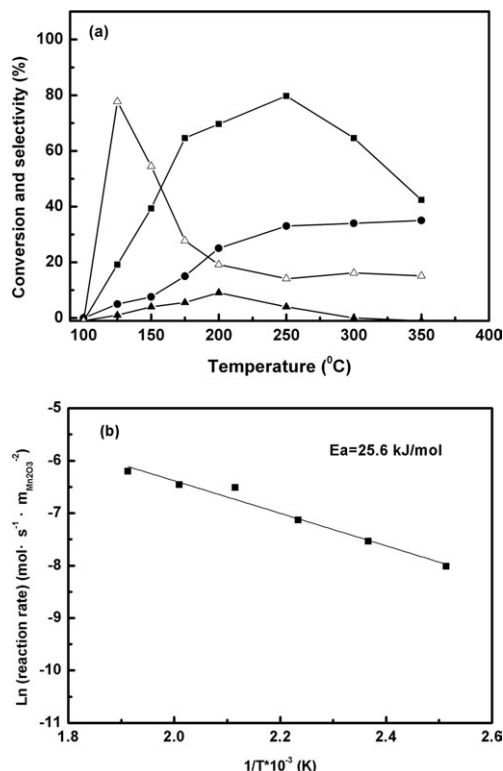 (a)
Conversion and selectivity (%)
100
80
60
40
20
0
100 150 200 250 300 350 400
Temperature (⁰C)
(b)
Ea=25.6 kJ/mol
Ln (reaction rate) (mol· s⁻¹ · m_Mn2O3⁻²)
-5
-6
-7
-8
-9
-10
-11
1.8 2.0 2.2 2.4 2.6
1/T*10⁻³ (K)